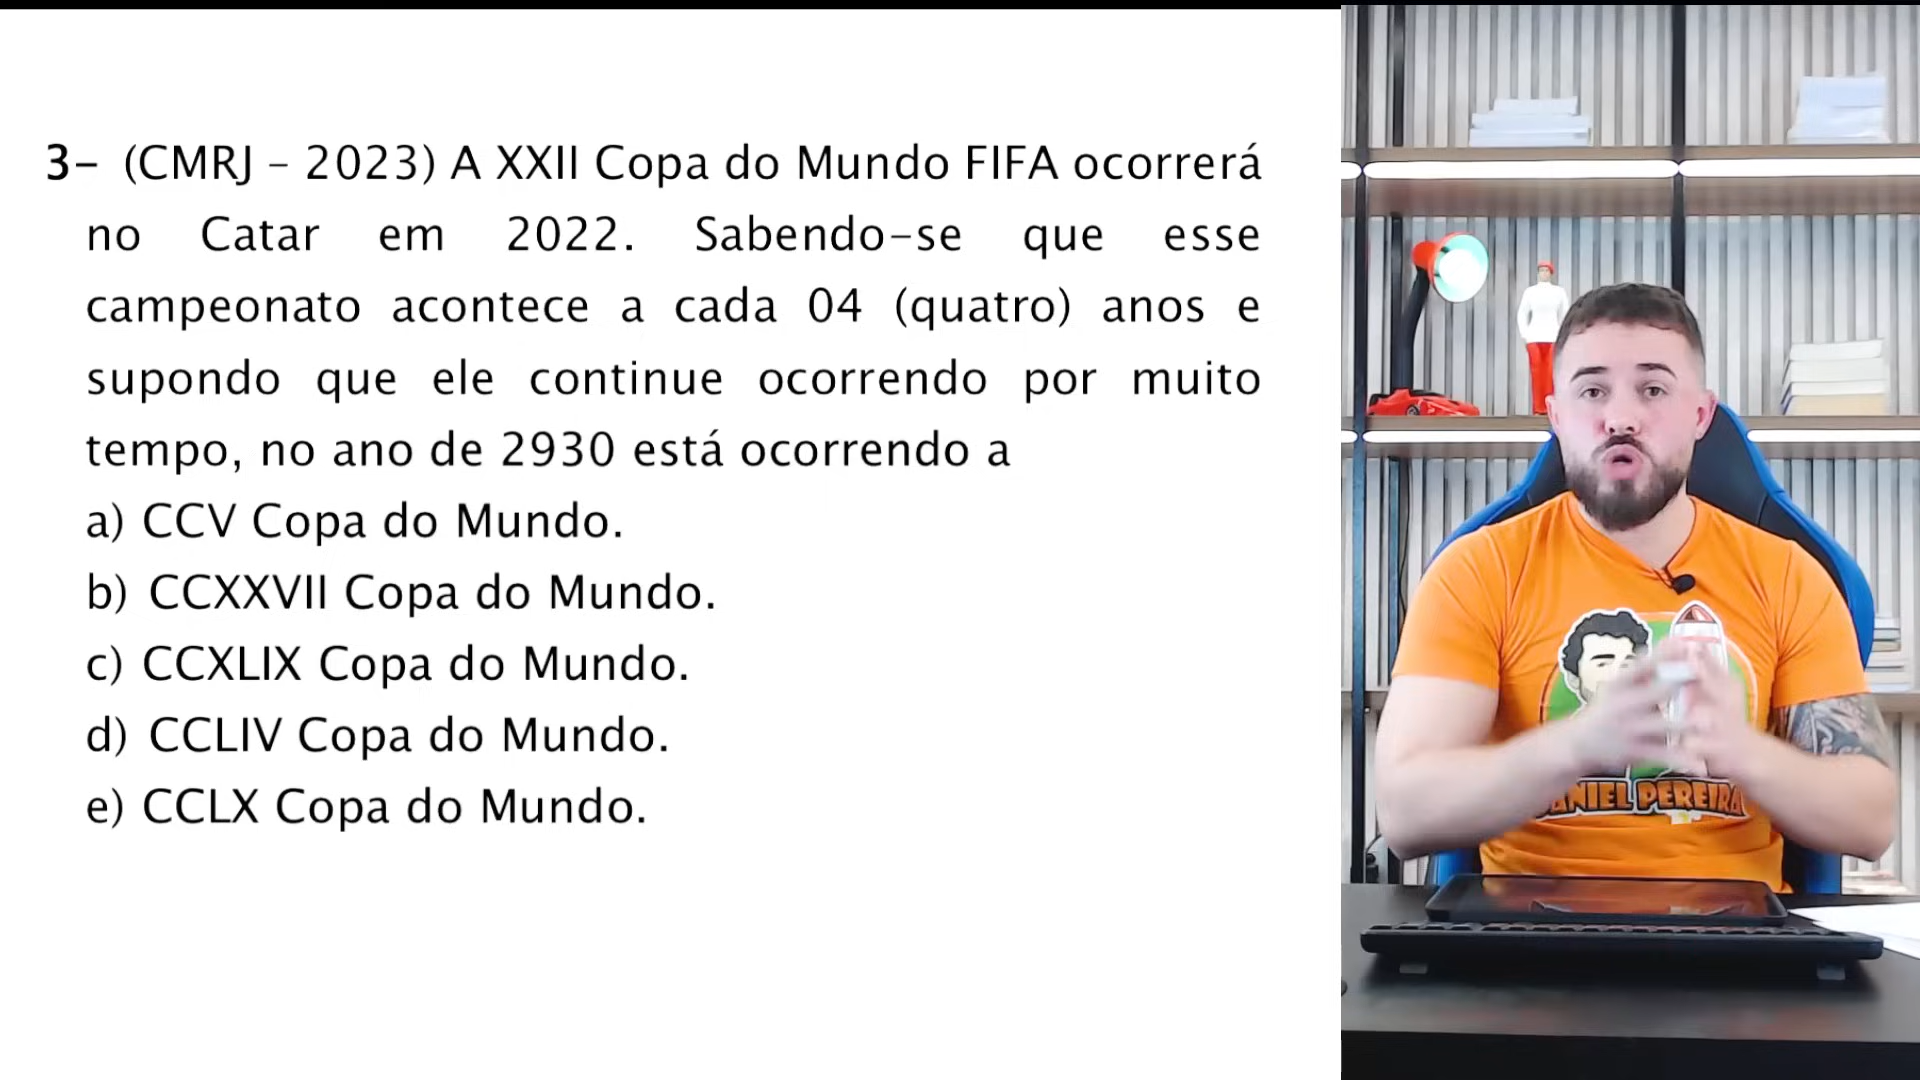 3- (CMRJ – 2023) A XXII Copa do Mundo FIFA ocorrerá
no Catar em 2022. Sabendo-se que esse
campeonato acontece a cada 04 (quatro) anos e
supondo que ele continue ocorrendo por muito
tempo, no ano de 2930 está ocorrendo a
a) CCV Copa do Mundo.
b) CCXXVII Copa do Mundo.
c) CCXLIX Copa do Mundo.
d) CCLIV Copa do Mundo.
e) CCLX Copa do Mundo.
ANIEL PEREIRA